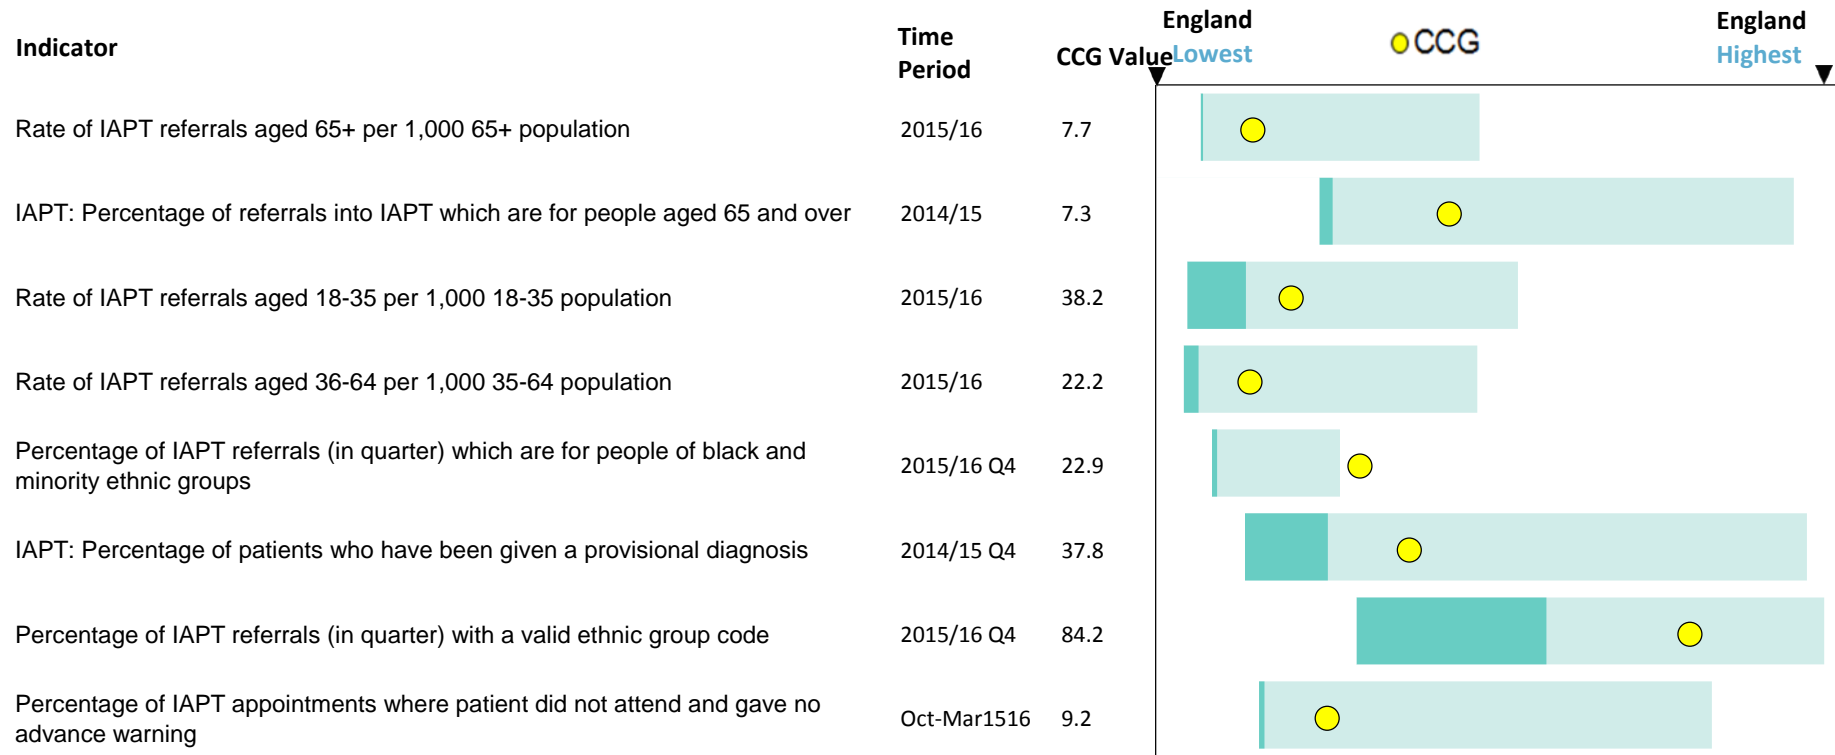 Indicator
Time
Period
CCG Value
England
Lowest
CCG
England
Highest
Rate of IAPT referrals aged 65+ per 1,000 65+ population 2015/16 7.7
IAPT: Percentage of referrals into IAPT which are for people aged 65 and over 2014/15 7.3
Rate of IAPT referrals aged 18-35 per 1,000 18-35 population 2015/16 38.2
Rate of IAPT referrals aged 36-64 per 1,000 35-64 population 2015/16 22.2
Percentage of IAPT referrals (in quarter) which are for people of black and
minority ethnic groups
2015/16 Q4 22.9
IAPT: Percentage of patients who have been given a provisional diagnosis 2014/15 Q4 37.8
Percentage of IAPT referrals (in quarter) with a valid ethnic group code 2015/16 Q4 84.2
Percentage of IAPT appointments where patient did not attend and gave no
advance warning
Oct-Mar1516 9.2